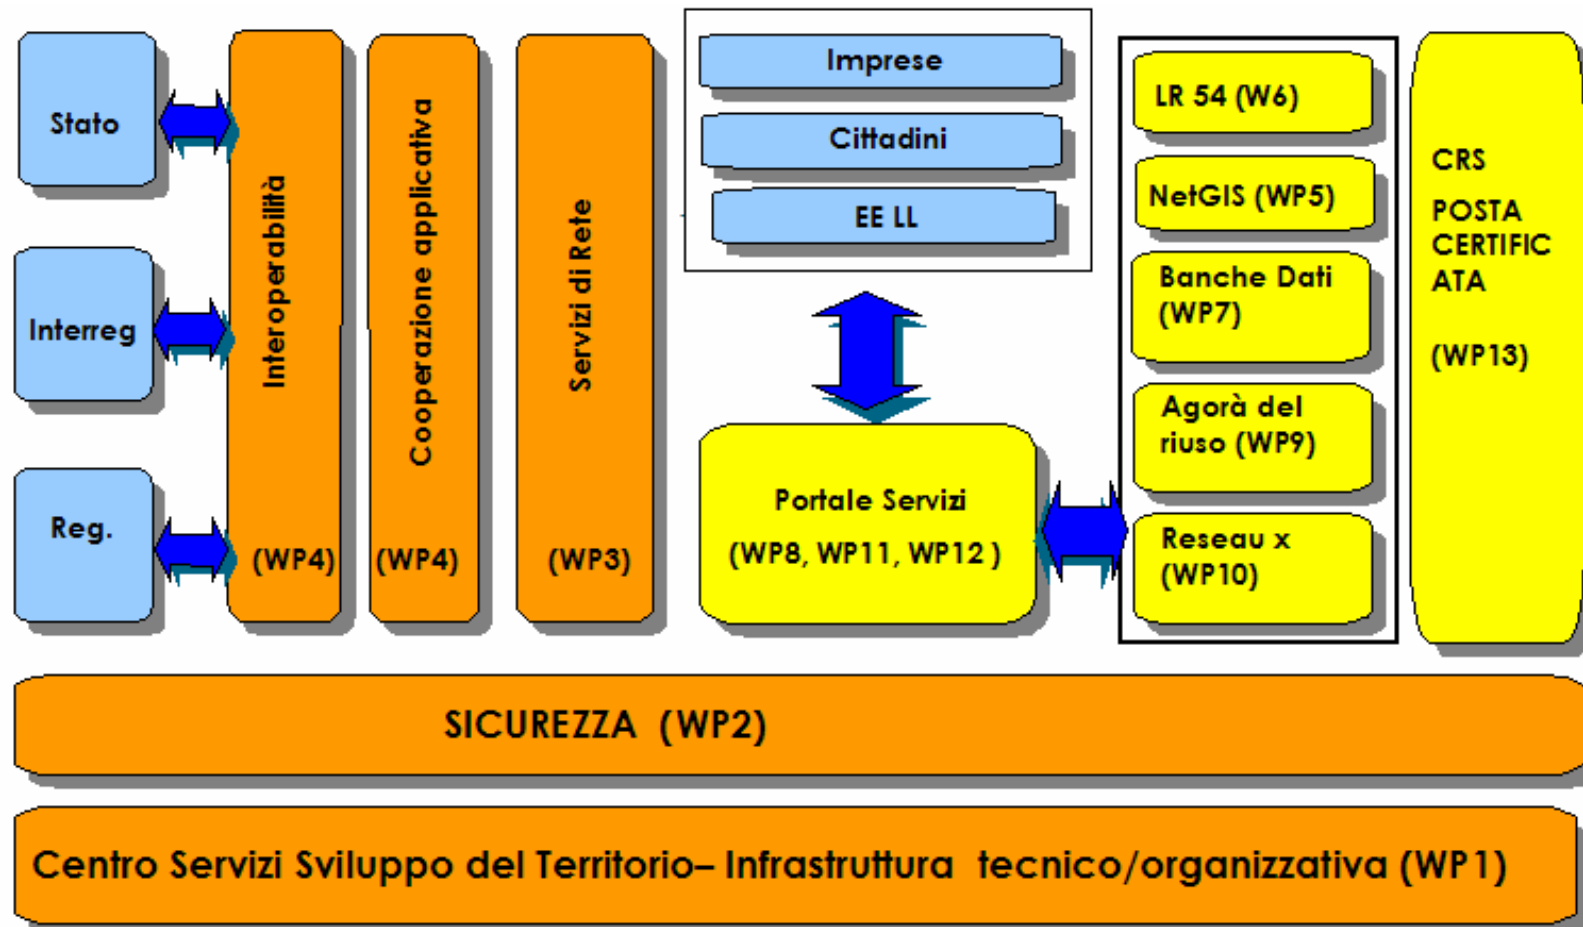 Stato
Interreg
Reg.
Interoperabilità
(WP4)
Cooperazione applicativa
(WP4)
Servizi di Rete
(WP3)
Imprese
Cittadini
EE LL
Portale Servizi
(WP8, WP11, WP12 )
LR 54 (W6)
NetGIS (WP5)
Banche Dati
(WP7)
Agorà del
riuso (WP9)
Reseau x
(WP10)
CRS
POSTA
CERTIFIC
ATA
(WP13)
SICUREZZA (WP2)
Centro Servizi Sviluppo del Territorio– Infrastruttura tecnico/organizzativa (WP1)